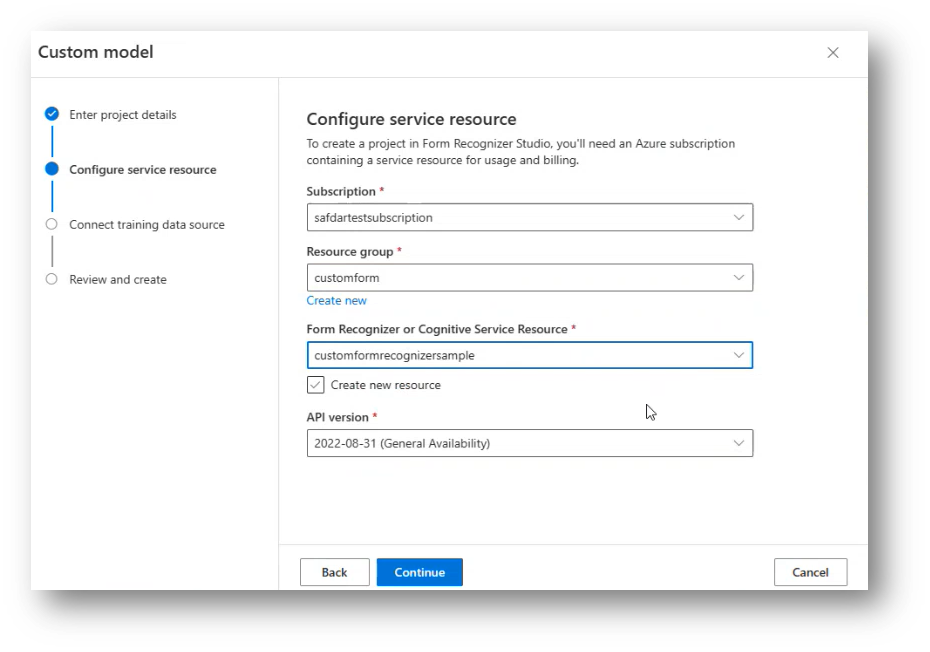 Custom model
Enter project details
Configure service resource
Connect training data source
Review and create
Configure service resource
To create a project in Form Recognizer Studio, you'll need an Azure subscription
containing a service resource for usage and billing.
Subscription *
safdartestsubscription
Resource group *
customform
Create new
Form Recognizer or Cognitive Service Resource *
customformrecognizersample
Create new resource
API version *
2022-08-31 (General Availability)
Back
Continue
Cancel